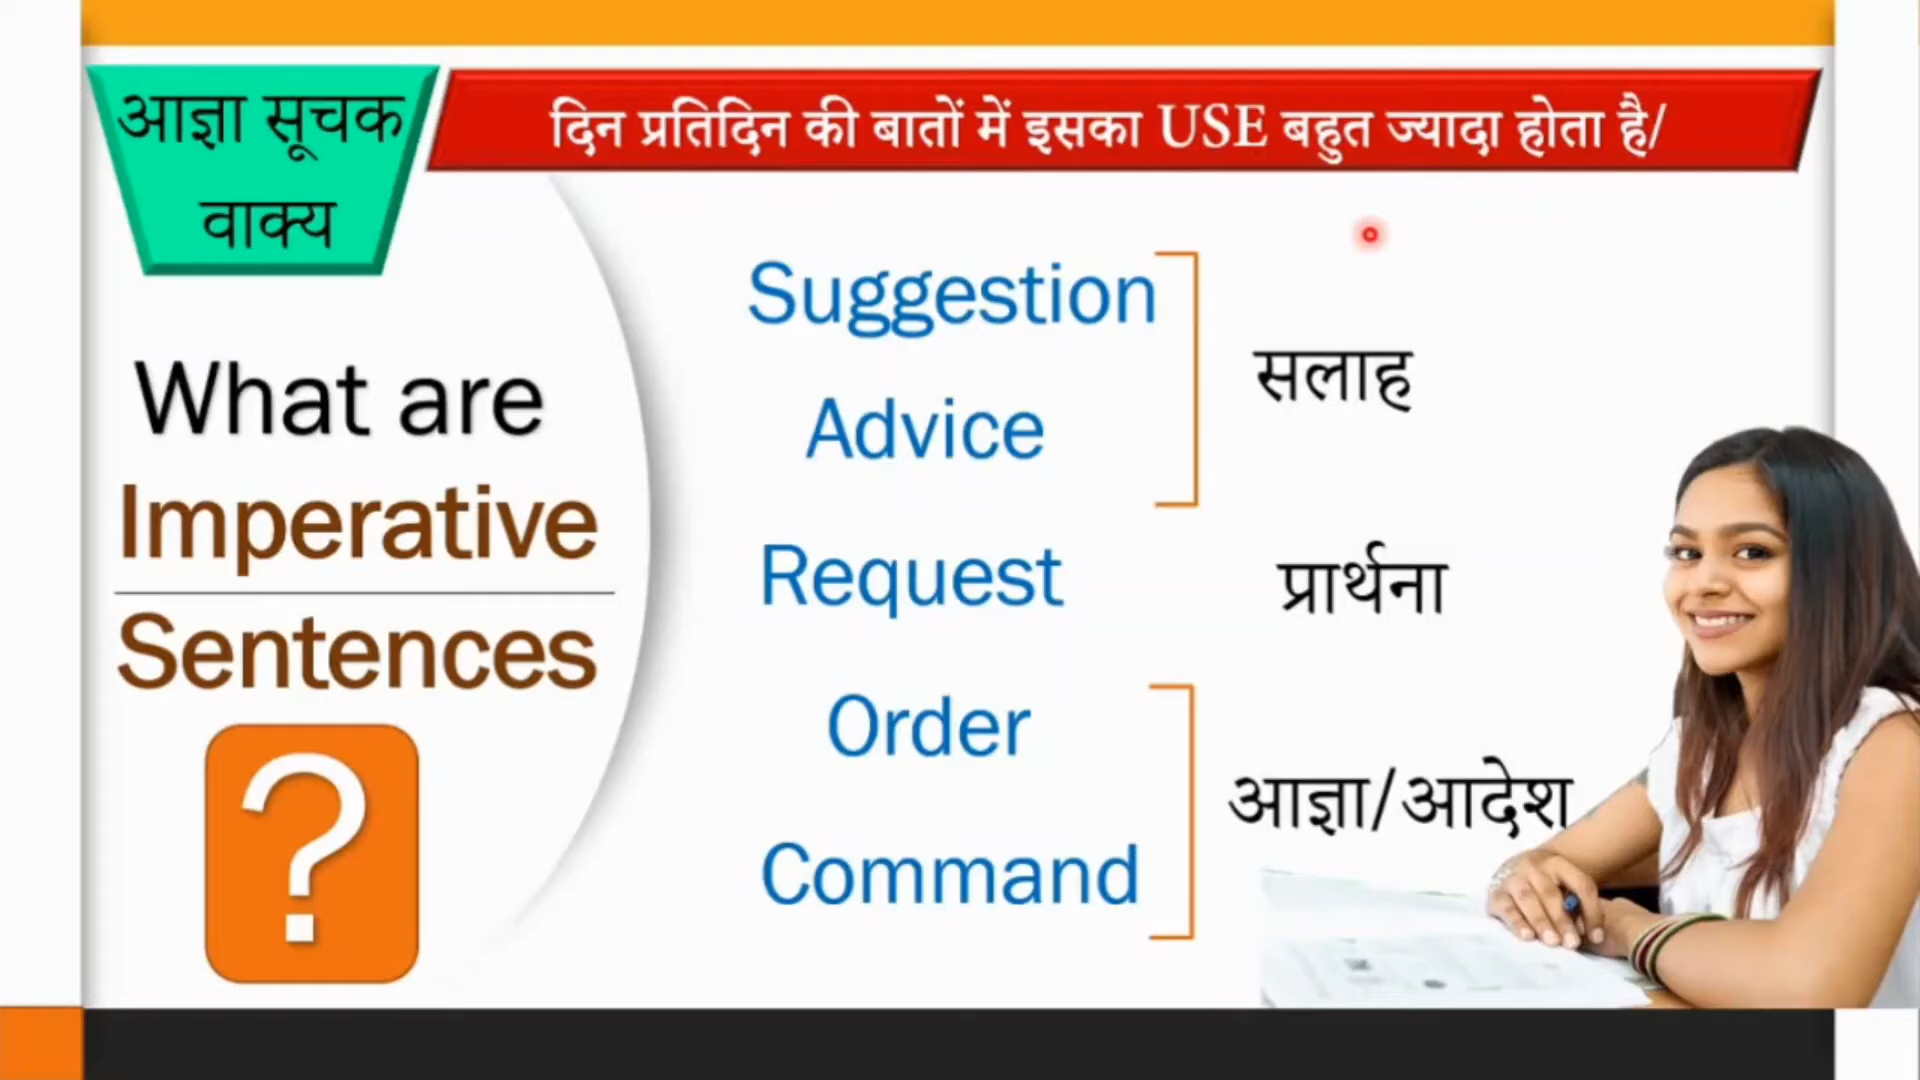 आज्ञा सूचक
वाक्य
दिन प्रतिदिन की बातों में इसका USE बहुत ज्यादा होता है/
What are
Imperative
Sentences
?
Suggestion
Advice
सलाह
Request
प्रार्थना
Order
Command
आज्ञा/आदेश